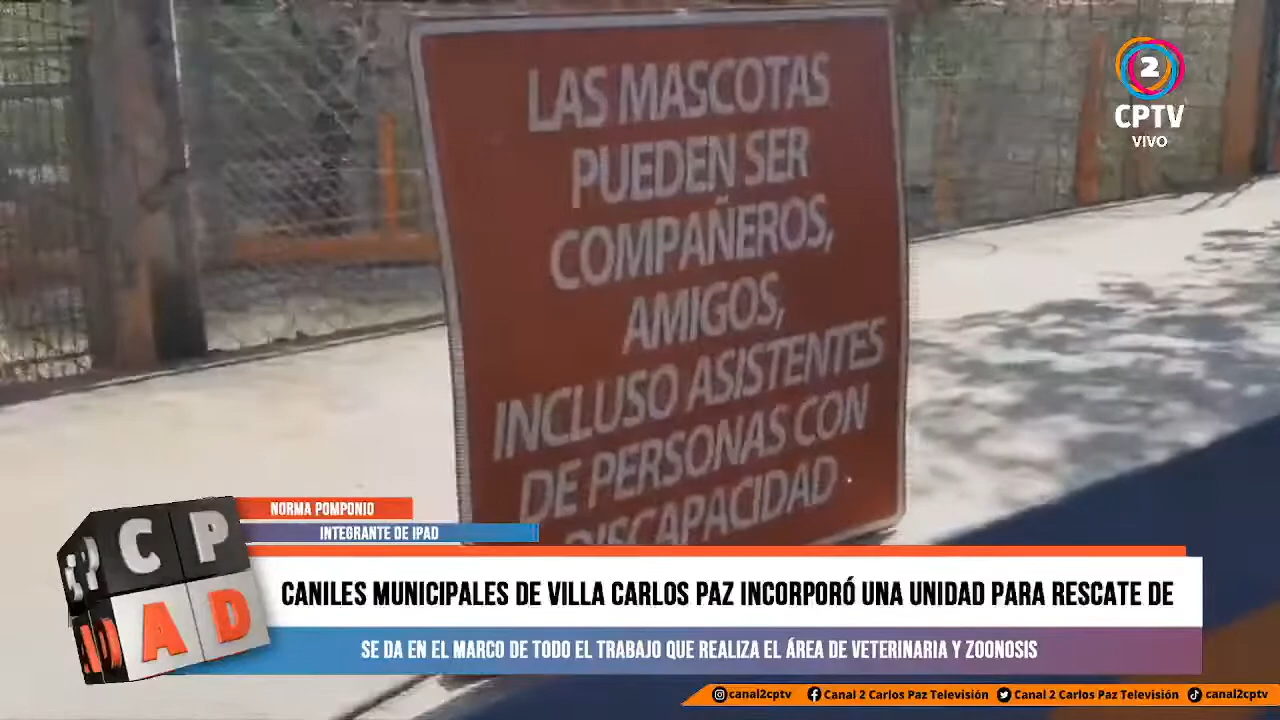 LAS MASCOTAS
PUEDEN SER
COMPAÑEROS,
AMIGOS,
INCLUSO ASISTENTES
DE PERSONAS CON
DISCAPACIDAD
2
CPTV
VIVO
NORMA POMPONIO
INTEGRANTE DE IPAD
CP
AD
CANILES MUNICIPALES DE VILLA CARLOS PAZ INCORPORÓ UNA UNIDAD PARA RESCATE DE
SE DA EN EL MARCO DE TODO EL TRABAJO QUE REALIZA EL ÁREA DE VETERINARIA Y ZOONOSIS
canal2cptv Canal 2 Carlos Paz Televisión Canal 2 Carlos Paz Televisión canal2cptv